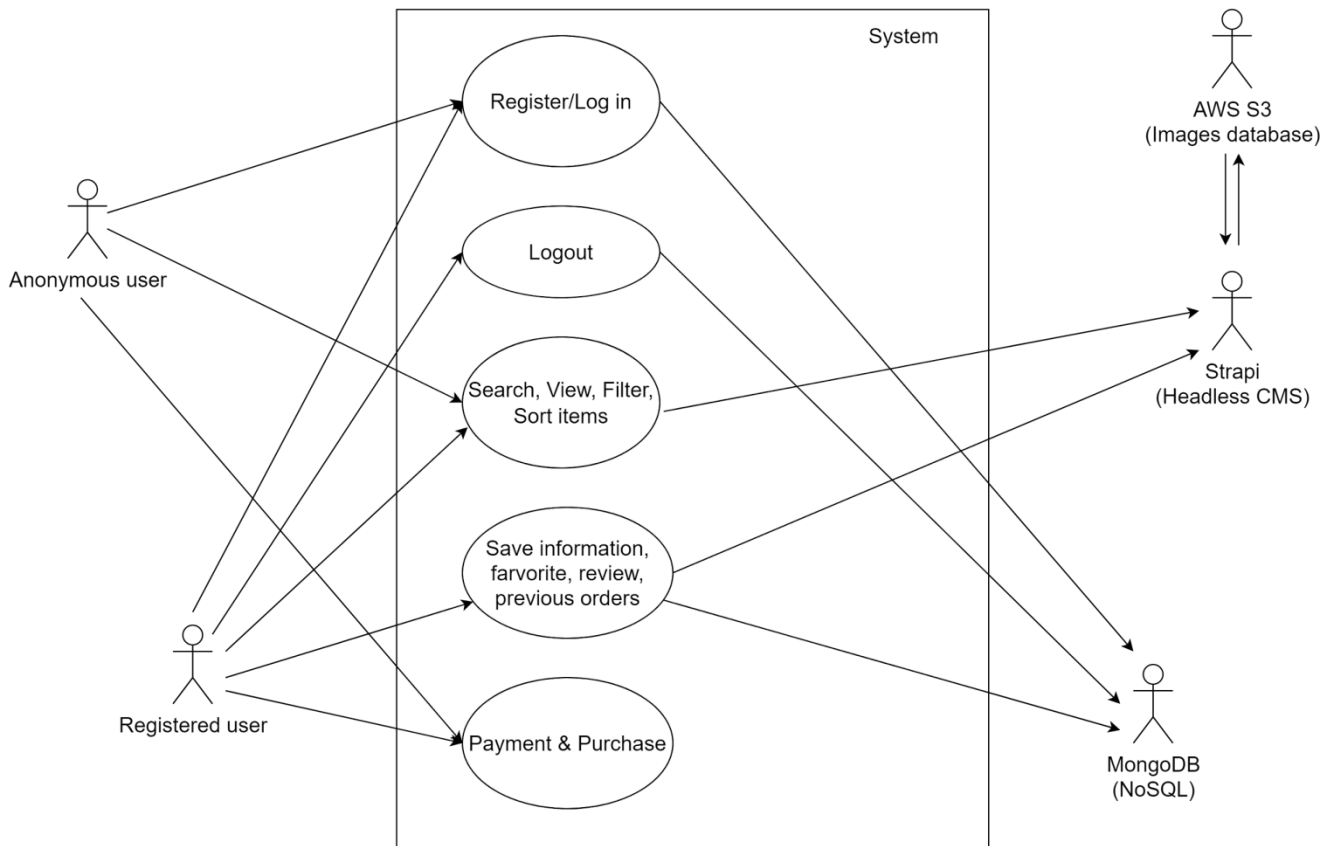 System
Register/Log in
AWS S3
(Images database)
Anonymous user
Logout
Search, View, Filter,
Sort items
Strapi
(Headless CMS)
Save information,
farvorite, review,
previous orders
Registered user
Payment & Purchase
MongoDB
(NoSQL)